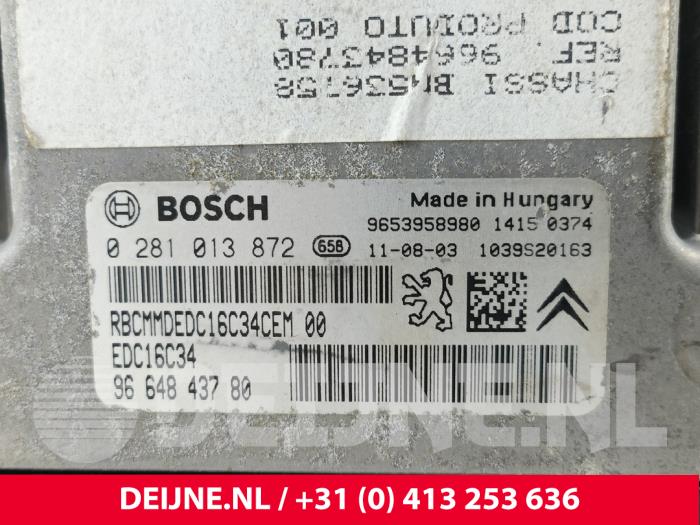 COD PRODUTO 001
REF. 9664843780
CHASSI BM536758
BOSCH
Made in Hungary
9653958980 1415 0374
0 281 013 872 658 11-08-03 1039S20163
RBCMMDEDC16C34CEM 00
EDC16C34
96 648 437 80
DEIJNE.NL
DEIJNE.NL / +31 (0) 413 253 636